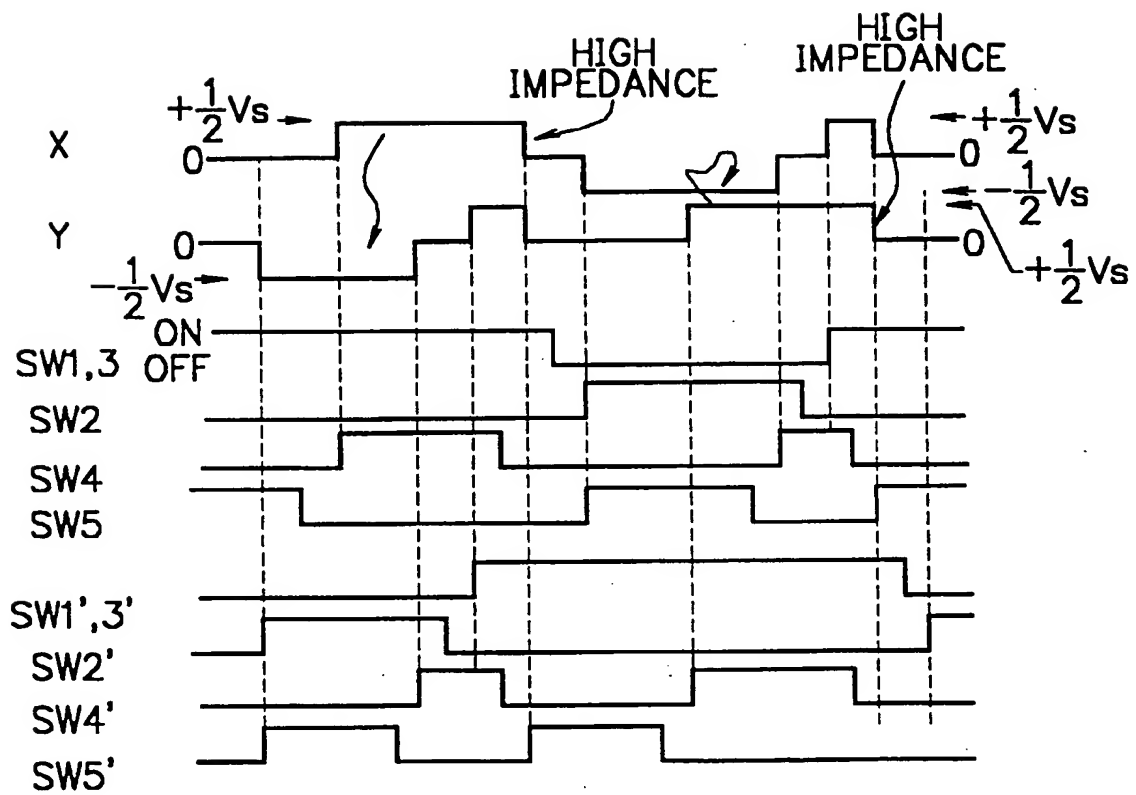 HIGH
IMPEDANCE
HIGH
IMPEDANCE
+1/2Vs
+1/2Vs
X
0
0
-1/2Vs
Y
0
0
-1/2Vs
+1/2Vs
ON
SW1,3 OFF
SW2
SW4
SW5
SW1',3'
SW2'
SW4'
SW5'